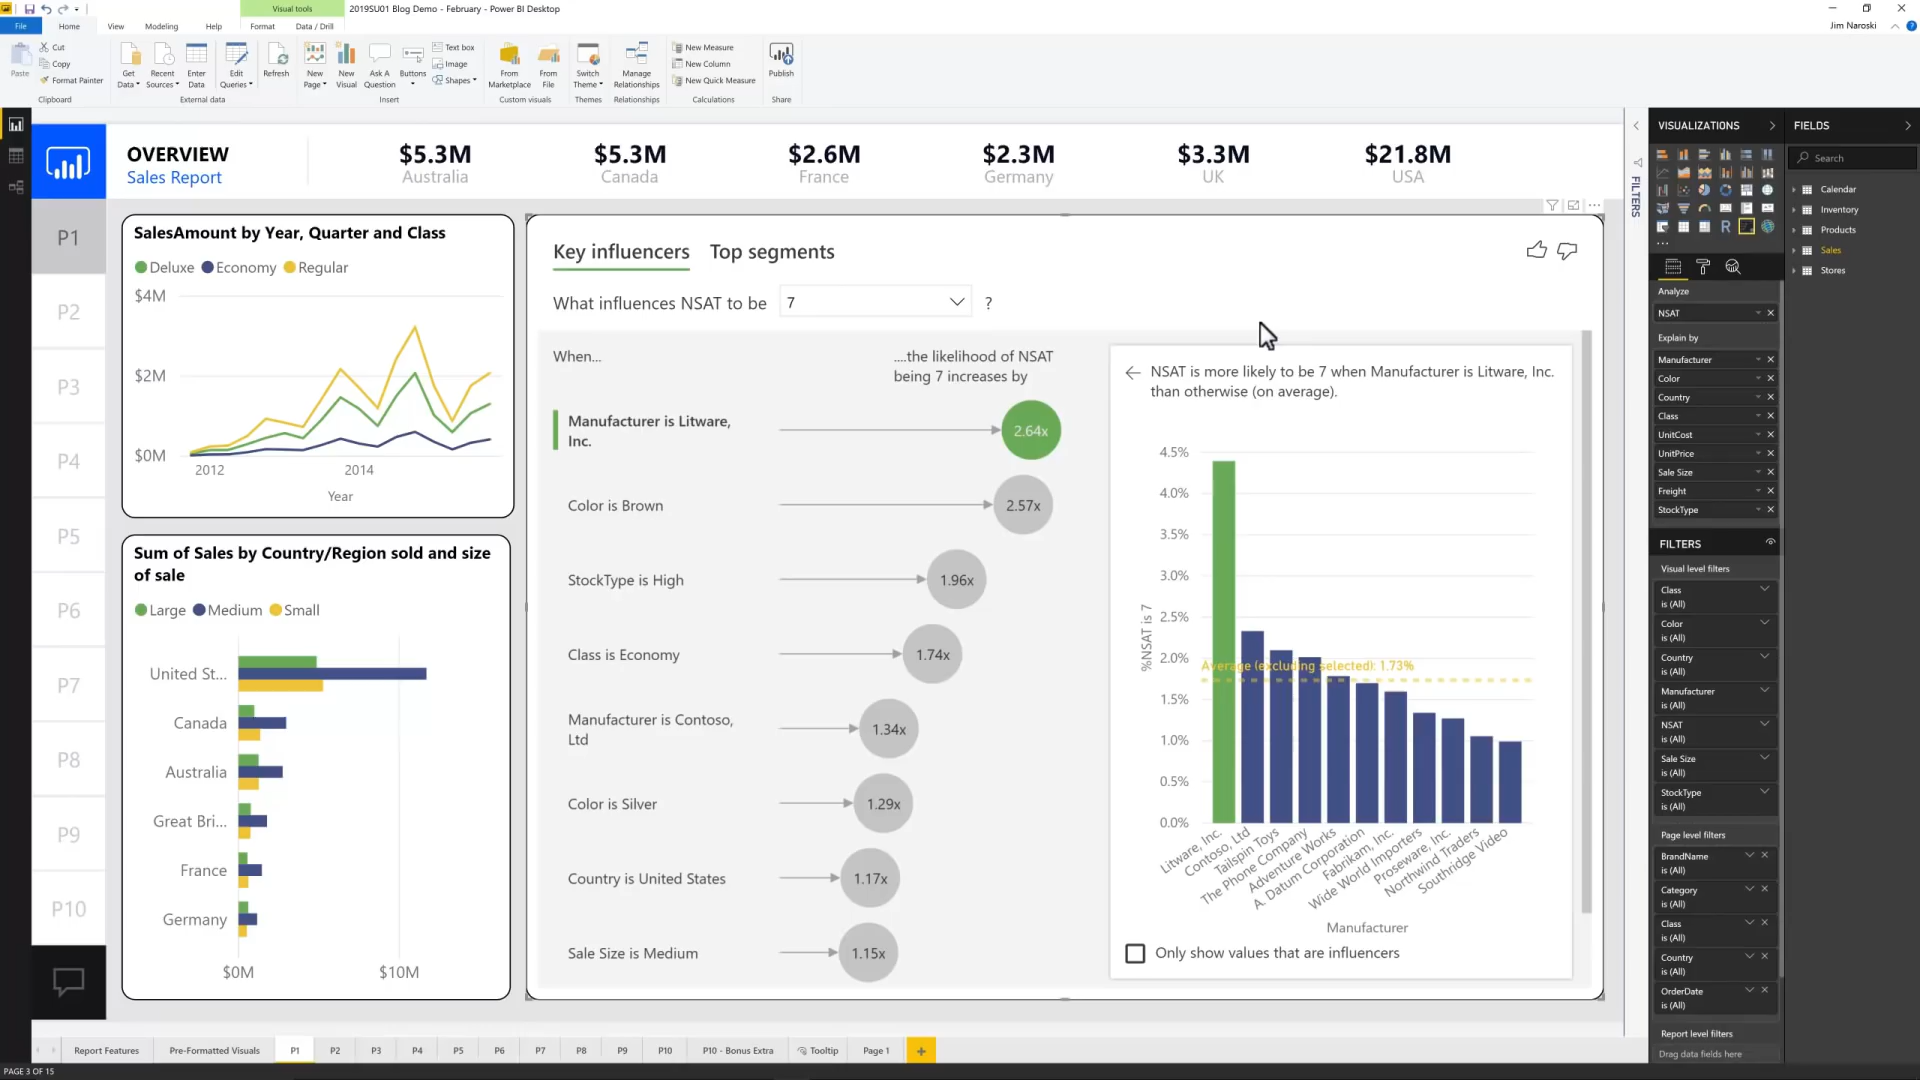 Visual tools
2019SU01 Blog Demo - February - Power BI Desktop
File Home View Modeling Help Format Data / Drill
Jim Naroski
Paste
Cut
Copy
Format Painter
Clipboard
Get Data
Recent Sources
Enter Data
Edit Queries
Refresh
External data
New Page
New Visual
Ask A Question
Buttons
Text box
Image
Shapes
Insert
From Marketplace
From File
Custom visuals
Switch Theme
Themes
Manage Relationships
Relationships
New Measure
New Column
New Quick Measure
Calculations
Publish
Share
OVERVIEW
Sales Report
$5.3M
Australia
$5.3M
Canada
$2.6M
France
$2.3M
Germany
$3.3M
UK
$21.8M
USA
P1
P2
P3
P4
P5
P6
P7
P8
P9
P10
SalesAmount by Year, Quarter and Class
Deluxe Economy Regular
$4M
$2M
$0M
2012 2014
Year
Sum of Sales by Country/Region sold and size
of sale
Large Medium Small
United St...
Canada
Australia
Great Bri...
France
Germany
$0M $10M
Key influencers Top segments
What influences NSAT to be 7 ?
When...
....the likelihood of NSAT
being 7 increases by
Manufacturer is Litware,
Inc.
2.64x
Color is Brown
2.57x
StockType is High
1.96x
Class is Economy
1.74x
Manufacturer is Contoso,
Ltd
1.34x
Color is Silver
1.29x
Country is United States
1.17x
Sale Size is Medium
1.15x
NSAT is more likely to be 7 when Manufacturer is Litware, Inc.
than otherwise (on average).
4.5%
4.0%
3.5%
3.0%
2.5%
2.0%
1.5%
1.0%
0.5%
0.0%
%NSAT is 7
Average (excluding selected): 1.73%
Litware, Inc.
Contoso, Ltd
Tailspin Toys
The Phone Company
Adventure Works
A. Datum Corporation
Fabrikam, Inc.
Wide World Importers
Proseware, Inc.
Northwind Traders
Southridge Video
Manufacturer
Only show values that are influencers
FILTERS
VISUALIZATIONS
R
Analyze
NSAT
Explain by
Manufacturer
Color
Country
Class
UnitCost
UnitPrice
Sale Size
Freight
StockType
FILTERS
Visual level filters
Class
is (All)
Color
is (All)
Country
is (All)
Manufacturer
is (All)
NSAT
is (All)
Sale Size
is (All)
StockType
is (All)
Page level filters
BrandName
is (All)
Category
is (All)
Class
is (All)
Country
is (All)
OrderDate
is (All)
Report level filters
Drag data fields here
FIELDS
Search
Calendar
Inventory
Products
Sales
Stores
Report Features Pre-Formatted Visuals P1 P2 P3 P4 P5 P6 P7 P8 P9 P10 P10 - Bonus Extra Tooltip Page 1 +
PAGE 3 OF 15